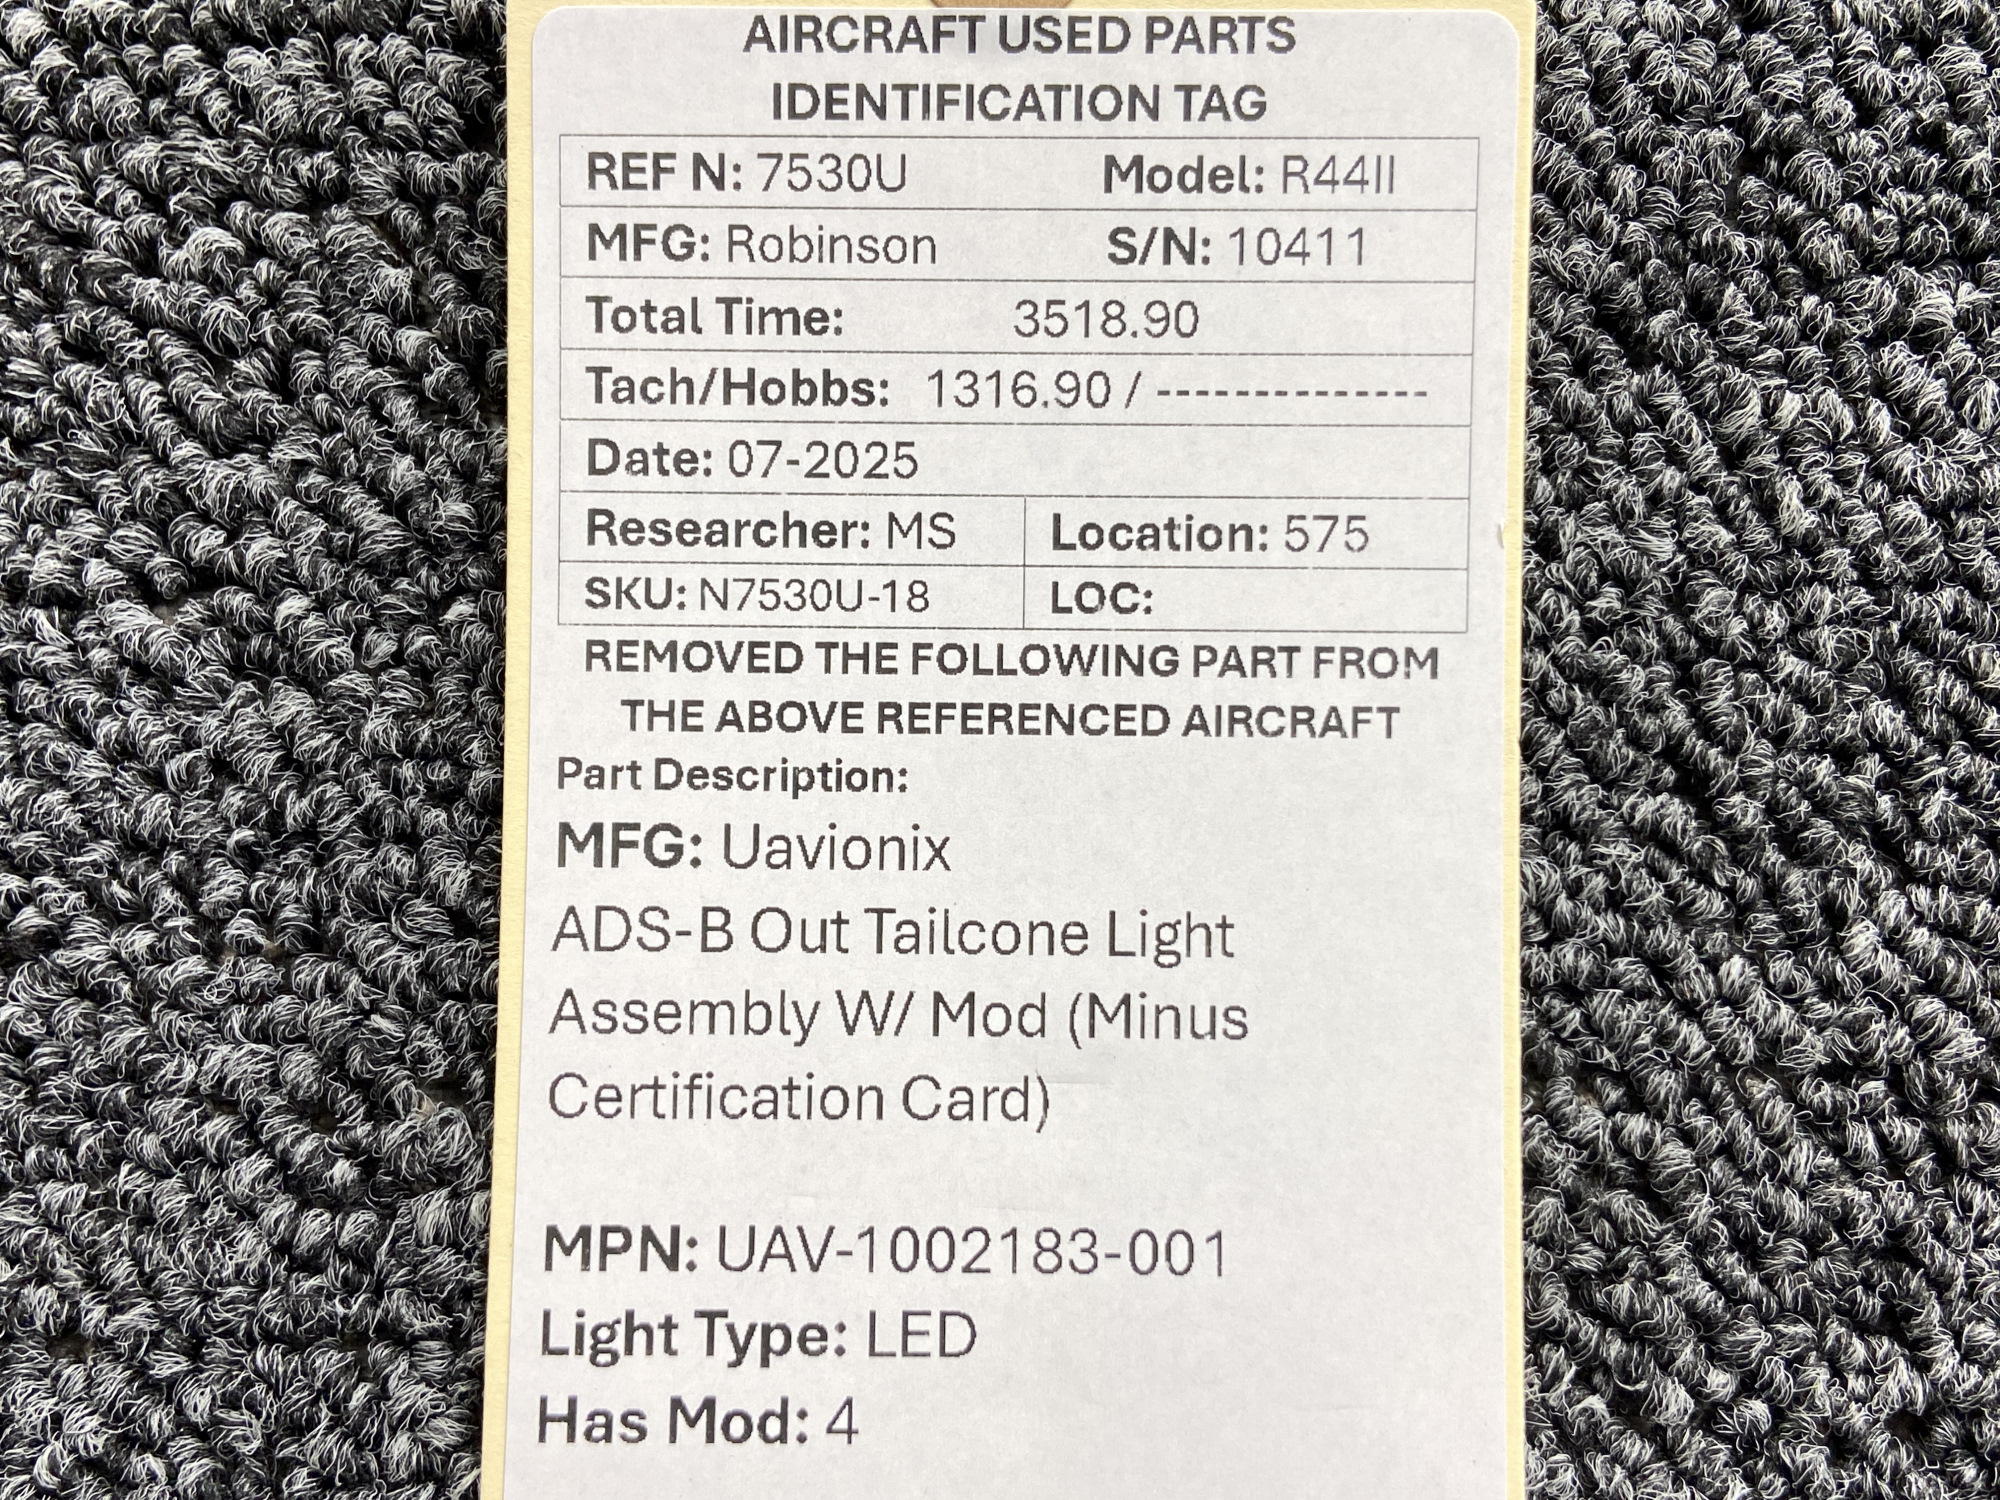 AIRCRAFT USED PARTS
IDENTIFICATION TAG
REF N: 7530U Model: R44II
MFG: Robinson S/N: 10411
Total Time: 3518.90
Tach/Hobbs: 1316.90 / --------------
Date: 07-2025
Researcher: MS Location: 575
SKU: N7530U-18 LOC:
REMOVED THE FOLLOWING PART FROM
THE ABOVE REFERENCED AIRCRAFT
Part Description:
MFG: Uavionix
ADS-B Out Tailcone Light
Assembly W/ Mod (Minus
Certification Card)
MPN: UAV-1002183-001
Light Type: LED
Has Mod: 4